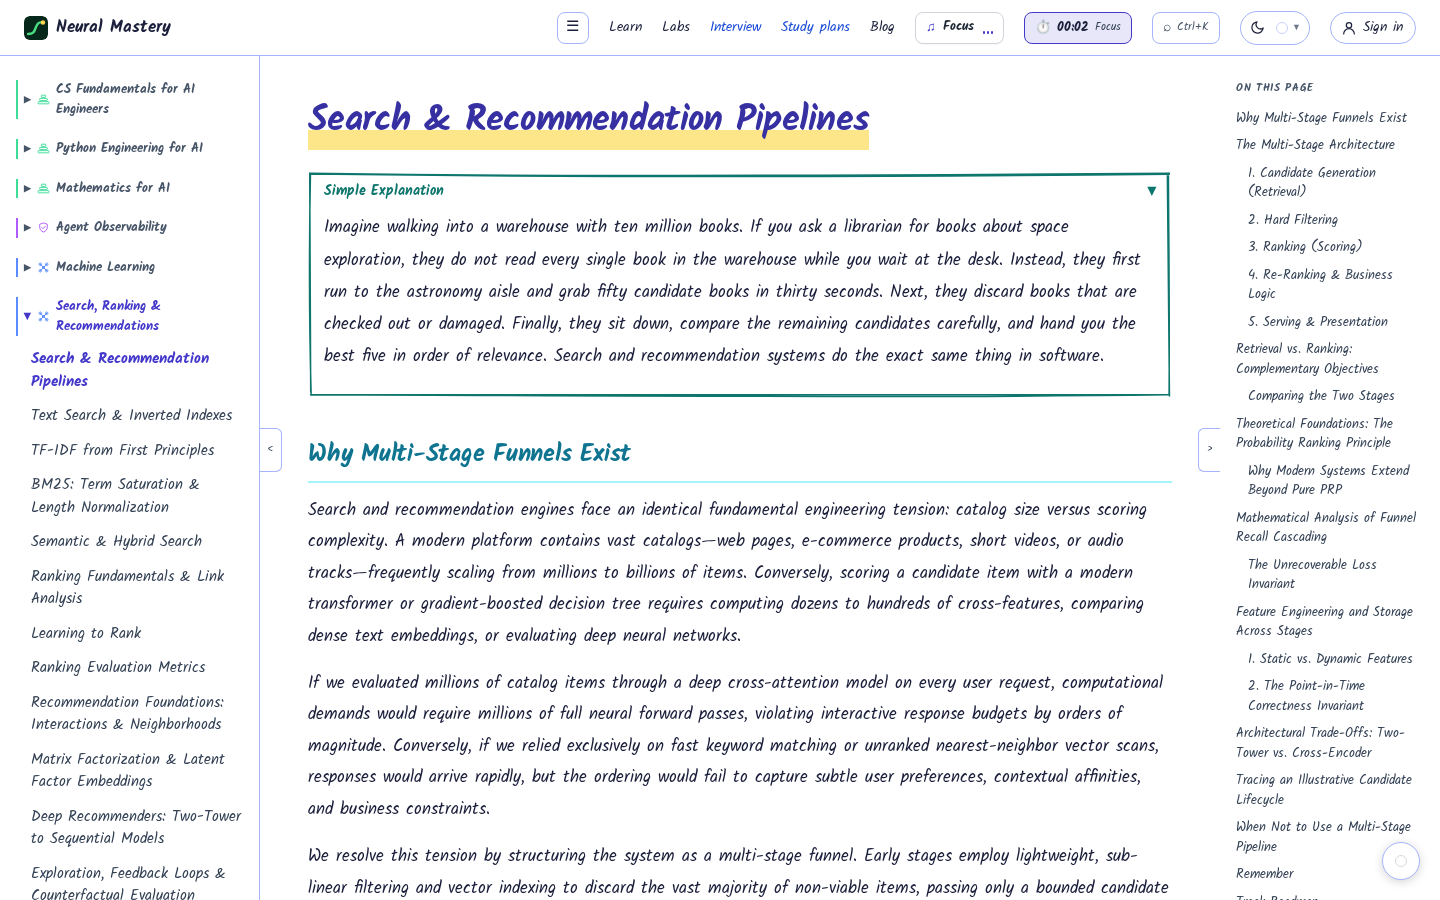 Neural Mastery
☰
Learn
Labs
Interview
Study plans
Blog
♫ Focus ...
00:02 Focus
Ctrl+K
Sign in
CS Fundamentals for AI
Engineers
Python Engineering for AI
Mathematics for AI
Agent Observability
Machine Learning
Search, Ranking &
Recommendations
Search & Recommendation
Pipelines
Text Search & Inverted Indexes
TF-IDF from First Principles
BM25: Term Saturation &
Length Normalization
Semantic & Hybrid Search
Ranking Fundamentals & Link
Analysis
Learning to Rank
Ranking Evaluation Metrics
Recommendation Foundations:
Interactions & Neighborhoods
Matrix Factorization & Latent
Factor Embeddings
Deep Recommenders: Two-Tower
to Sequential Models
Exploration, Feedback Loops &
Counterfactual Evaluation
<
Search & Recommendation Pipelines
Simple Explanation
Imagine walking into a warehouse with ten million books. If you ask a librarian for books about space
exploration, they do not read every single book in the warehouse while you wait at the desk. Instead, they first
run to the astronomy aisle and grab fifty candidate books in thirty seconds. Next, they discard books that are
checked out or damaged. Finally, they sit down, compare the remaining candidates carefully, and hand you the
best five in order of relevance. Search and recommendation systems do the exact same thing in software.
Why Multi-Stage Funnels Exist
Search and recommendation engines face an identical fundamental engineering tension: catalog size versus scoring
complexity. A modern platform contains vast catalogs—web pages, e-commerce products, short videos, or audio
tracks—frequently scaling from millions to billions of items. Conversely, scoring a candidate item with a modern
transformer or gradient-boosted decision tree requires computing dozens to hundreds of cross-features, comparing
dense text embeddings, or evaluating deep neural networks.
If we evaluated millions of catalog items through a deep cross-attention model on every user request, computational
demands would require millions of full neural forward passes, violating interactive response budgets by orders of
magnitude. Conversely, if we relied exclusively on fast keyword matching or unranked nearest-neighbor vector scans,
responses would arrive rapidly, but the ordering would fail to capture subtle user preferences, contextual affinities,
and business constraints.
We resolve this tension by structuring the system as a multi-stage funnel. Early stages employ lightweight, sub-
linear filtering and vector indexing to discard the vast majority of non-viable items, passing only a bounded candidate
>
ON THIS PAGE
Why Multi-Stage Funnels Exist
The Multi-Stage Architecture
1. Candidate Generation
(Retrieval)
2. Hard Filtering
3. Ranking (Scoring)
4. Re-Ranking & Business
Logic
5. Serving & Presentation
Retrieval vs. Ranking:
Complementary Objectives
Comparing the Two Stages
Theoretical Foundations: The
Probability Ranking Principle
Why Modern Systems Extend
Beyond Pure PRP
Mathematical Analysis of Funnel
Recall Cascading
The Unrecoverable Loss
Invariant
Feature Engineering and Storage
Across Stages
1. Static vs. Dynamic Features
2. The Point-in-Time
Correctness Invariant
Architectural Trade-Offs: Two-
Tower vs. Cross-Encoder
Tracing an Illustrative Candidate
Lifecycle
When Not to Use a Multi-Stage
Pipeline
Remember
Track Roadmap